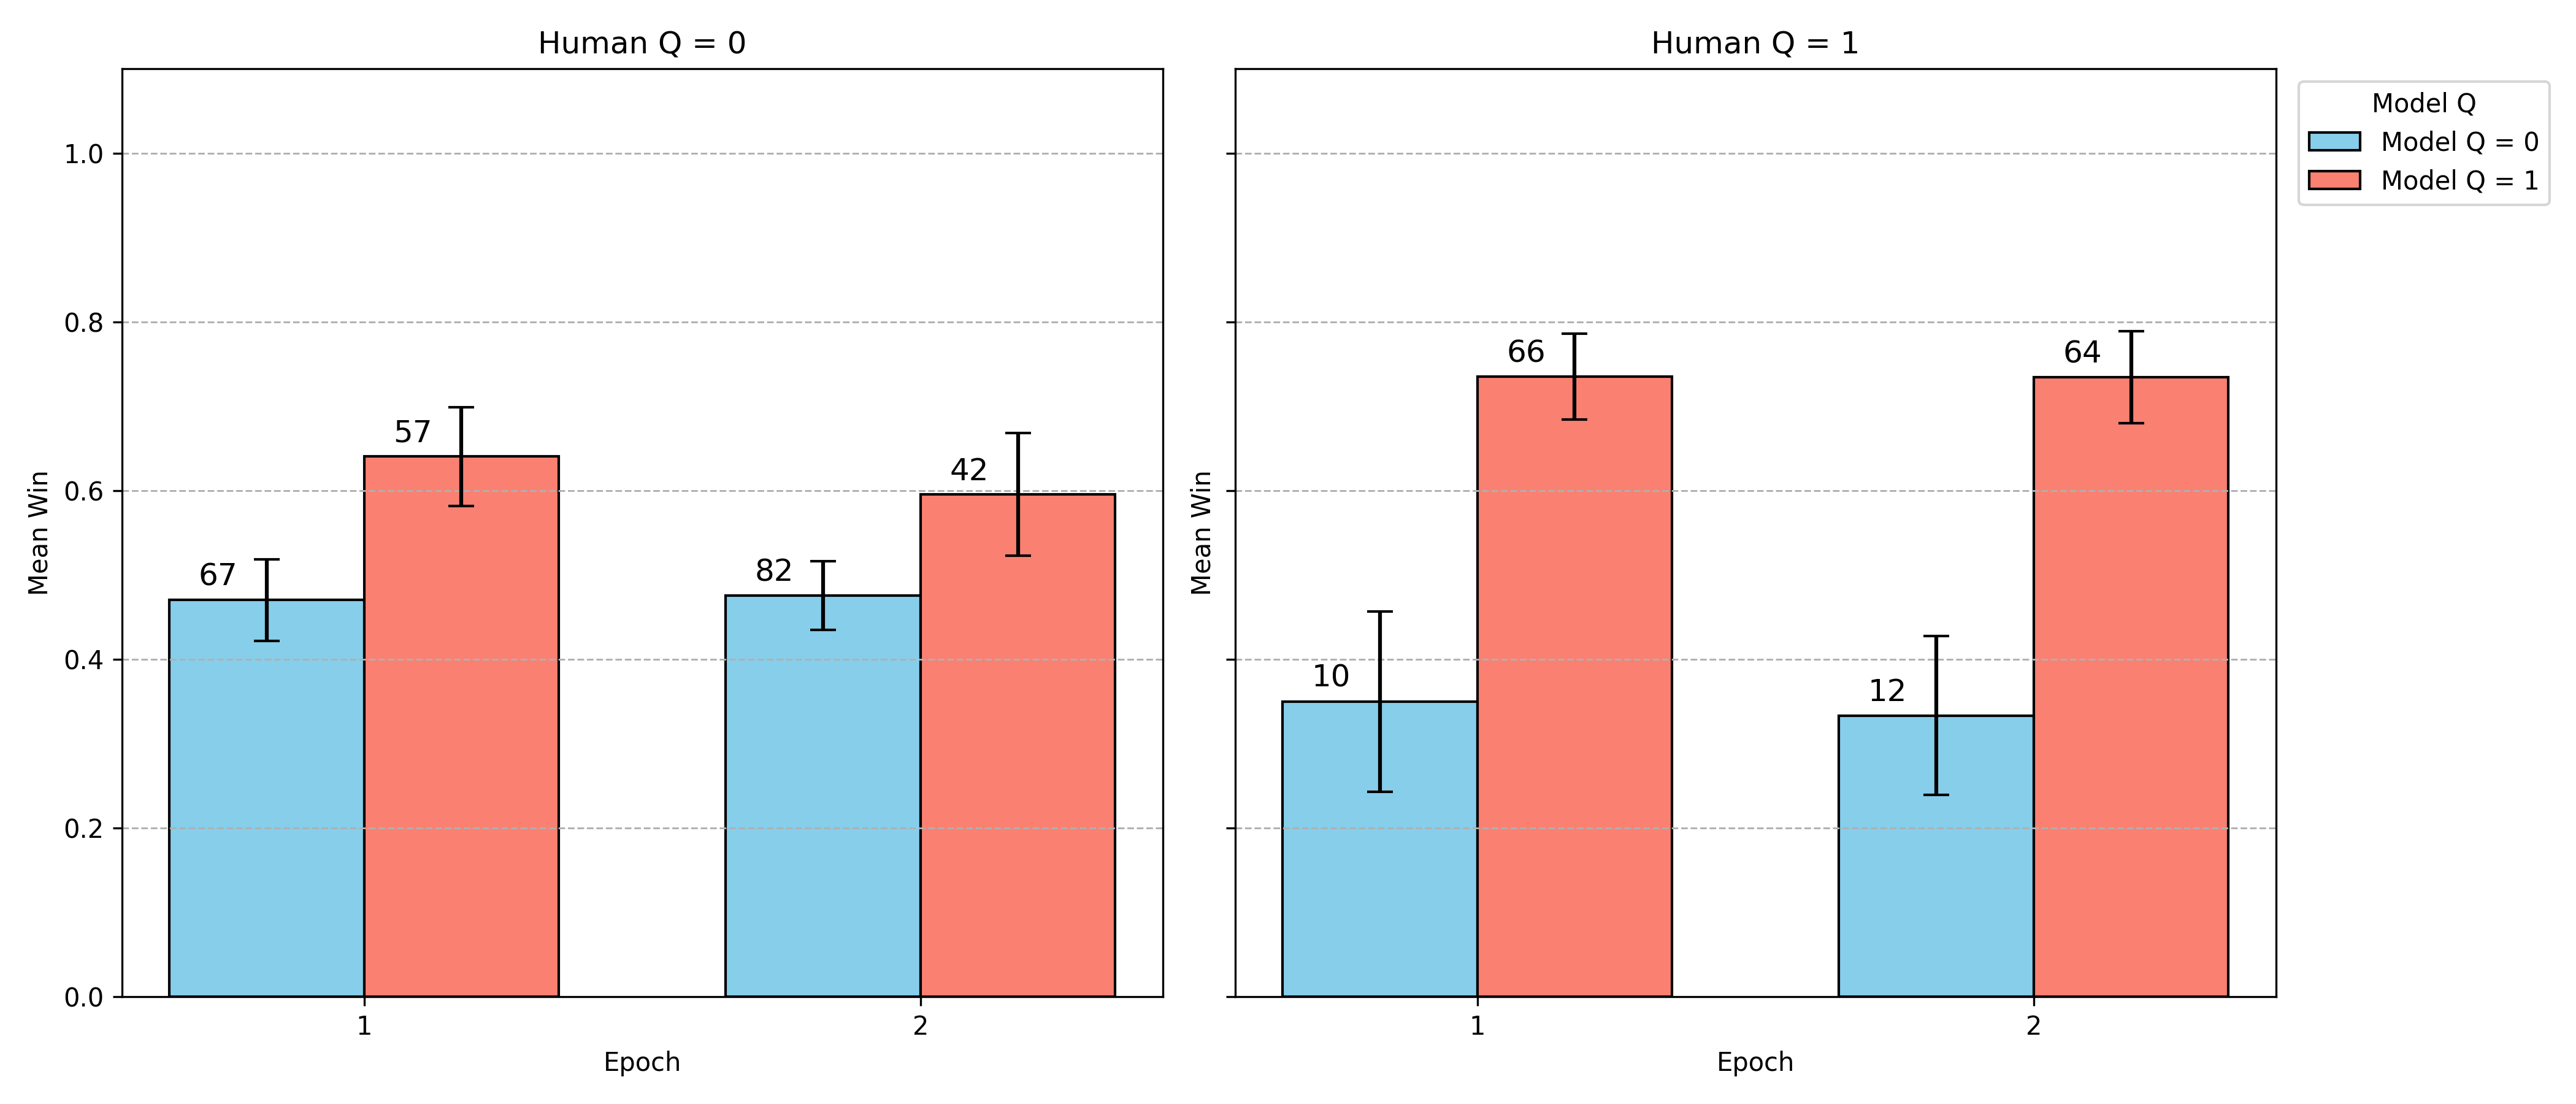 Human Q = 0
Mean Win
1.0
0.8
0.6
0.4
0.2
0.0
67
57
82
42
1
2
Epoch
Human Q = 1
Mean Win
10
66
12
64
1
2
Epoch
Model Q
Model Q = 0
Model Q = 1